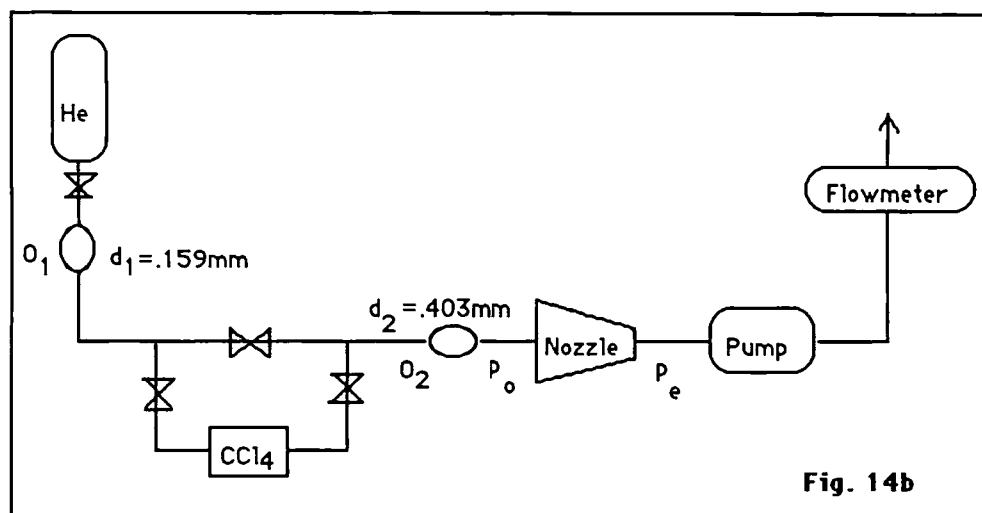 He
O1
d1 = .159mm
Flowmeter
d2 = .403mm
O2
Po
Nozzle
Pe
Pump
CCl4
Fig. 14b